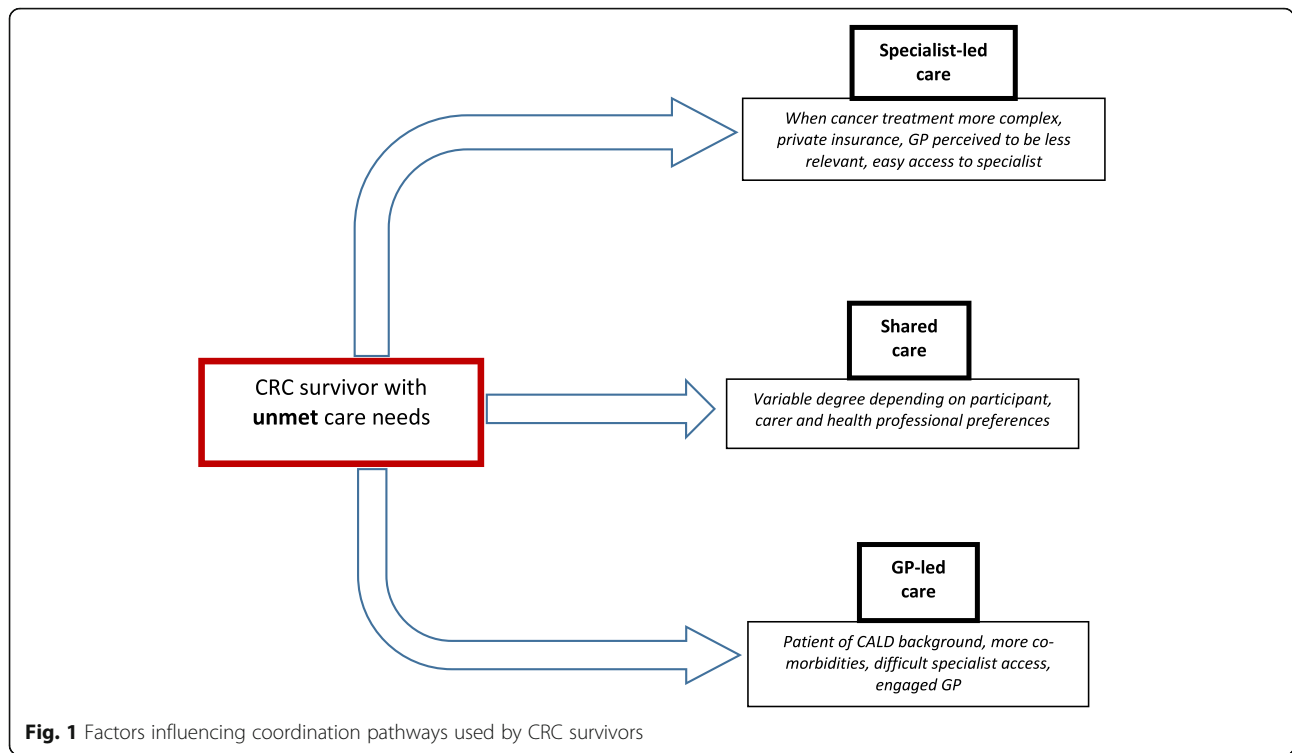 Specialist-led
care
When cancer treatment more complex,
private insurance, GP perceived to be less
relevant, easy access to specialist
Shared
care
CRC survivor with
unmet care needs
Variable degree depending on participant,
carer and health professional preferences
GP-led
care
Patient of CALD background, more co-
morbidities, difficult specialist access,
engaged GP
Fig. 1 Factors influencing coordination pathways used by CRC survivors